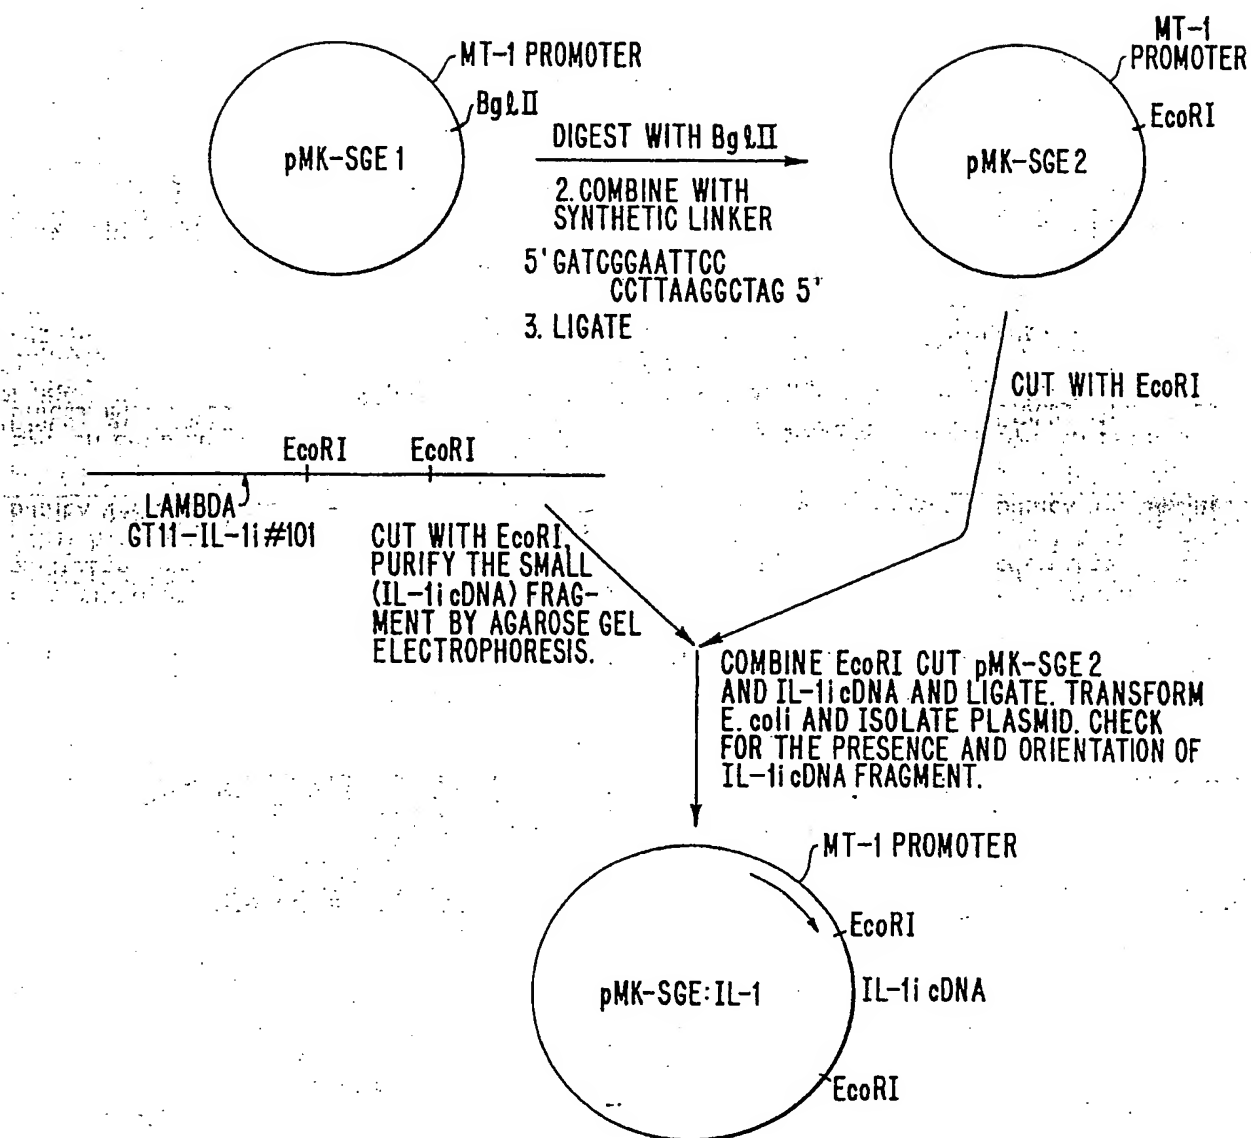 MT-1 PROMOTER
BglII
pMK-SGE 1
DIGEST WITH BglII
2. COMBINE WITH
SYNTHETIC LINKER
5' GATCGGAATTCC
CCTTAAGGCTAG 5'
3. LIGATE
MT-1
PROMOTER
EcoRI
pMK-SGE 2
CUT WITH EcoRI
EcoRI EcoRI
LAMBDA
GT11-IL-1i#101
CUT WITH EcoRI,
PURIFY THE SMALL
(IL-1i cDNA) FRAG-
MENT BY AGAROSE GEL
ELECTROPHORESIS.
COMBINE EcoRI CUT pMK-SGE 2
AND IL-1i cDNA AND LIGATE. TRANSFORM
E. coli AND ISOLATE PLASMID. CHECK
FOR THE PRESENCE AND ORIENTATION OF
IL-1i cDNA FRAGMENT.
MT-1 PROMOTER
EcoRI
pMK-SGE:IL-1
IL-1i cDNA
EcoRI